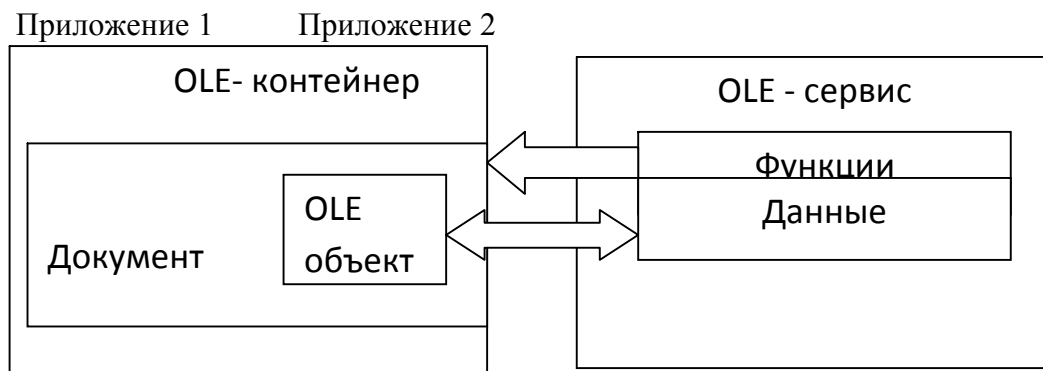 Приложение 1 Приложение 2
OLE- контейнер
OLE - сервис
Функции
Данные
OLE
объект
Документ